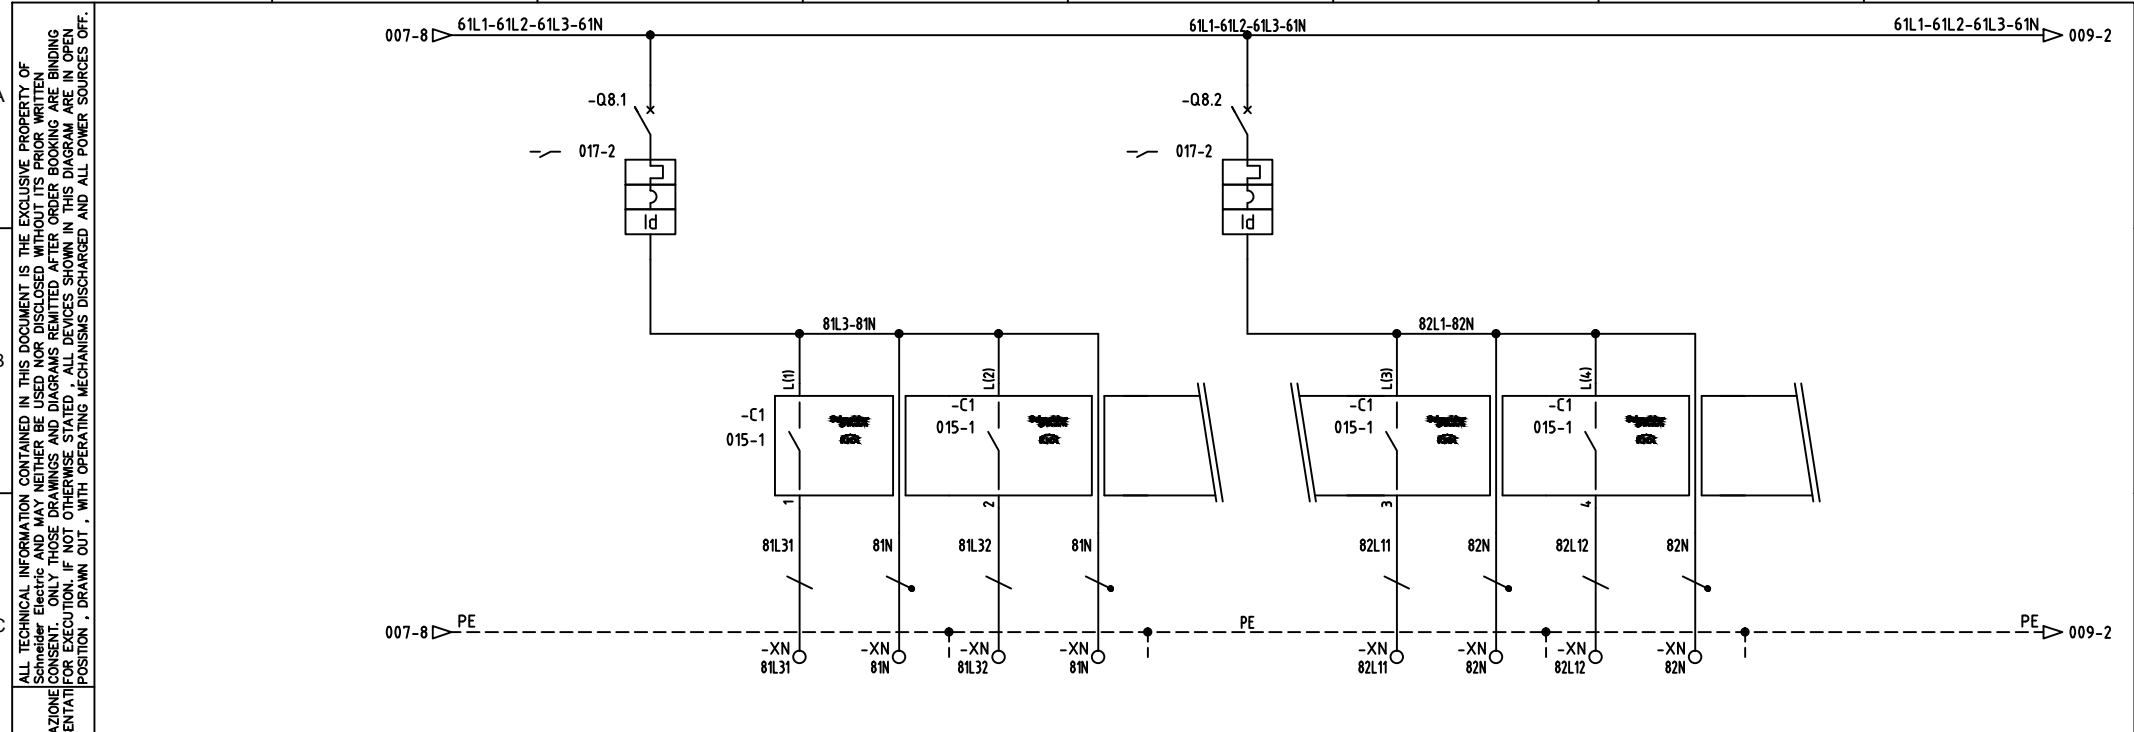 ALL TECHNICAL INFORMATION CONTAINED IN THIS DOCUMENT IS THE EXCLUSIVE PROPERTY OF
Schneider Electric AND MAY NEITHER BE USED NOR DISCLOSED WITHOUT ITS PRIOR WRITTEN
CONSENT. ONLY THOSE DRAWINGS AND DIAGRAMS REMITTED AFTER ORDER BOOKING ARE BINDING
FOR EXECUTION. IF NOT OTHERWISE STATED , ALL DEVICES SHOWN IN THIS DIAGRAM ARE IN OPEN
POSITION , DRAWN OUT , WITH OPERATING MECHANISMS DISCHARGED AND ALL POWER SOURCES OFF.
AZIONE
ENTATI
007-8 61L1-61L2-61L3-61N 61L1-61L2-61L3-61N 61L1-61L2-61L3-61N 009-2
-Q8.1 -Q8.2
017-2 017-2
Id Id
81L3-81N 82L1-82N
L(1) L(2) L(3) L(4)
-C1 -C1 -C1 -C1
015-1 015-1 015-1 015-1
1 2 3 4
81L31 81N 81L32 81N 82L11 82N 82L12 82N
007-8 PE PE PE 009-2
-XN -XN -XN -XN -XN -XN -XN -XN
81L31 81N 81L32 81N 82L11 82N 82L12 82N